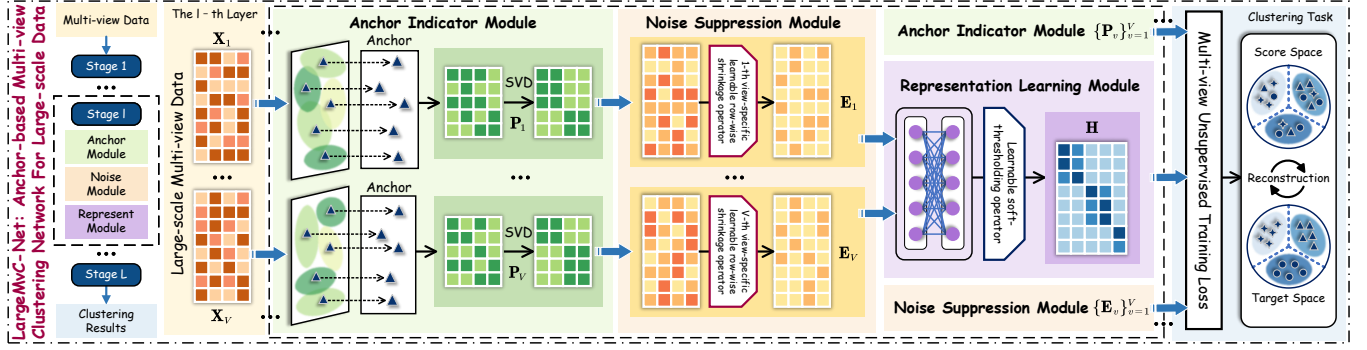 LargeMvC-Net: Anchor-based Multi-view
Clustering Network For Large-scale Data
Multi-view Data
Stage 1
...
Stage l
Anchor
Module
Noise
Module
Represent
Module
...
Stage L
Clustering
Results
The l - th Layer
X1
Large-scale Multi-view Data
XV
...
...
Anchor Indicator Module
Anchor
SVD
P1
...
...
Anchor
SVD
PV
Noise Suppression Module
1-th view-specific
learnable row-wise
shrinkage operator
E1
...
...
V-th view-specific
learnable row-wise
shrinkage operator
EV
...
Anchor Indicator Module {Pv}Vv=1
Representation Learning Module
Learnable soft-
thresholding operator
H
Noise Suppression Module {Ev}Vv=1
...
Multi-view Unsupervised Training Loss
Clustering Task
Score Space
Reconstruction
Target Space